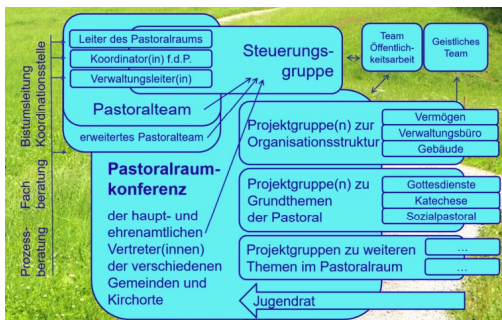 Bistumsleitung
Koordinationsstelle
Fach
beratung
Prozess-
beratung
Leiter des Pastoralraums
Koordinator(in) f.d.P.
Verwaltungsleiter(in)
Steuerungs-
gruppe
Team
Öffentlich-
keitsarbeit
Geistliches
Team
Pastoralteam
erweitertes Pastoralteam
Projektgruppe(n) zur
Organisationsstruktur
Vermögen
Verwaltungsbüro
Gebäude
Pastoralraum-
konferenz
der haupt- und
ehrenamtlichen
Vertreter(innen)
der verschiedenen
Gemeinden und
Kirchorte
Projektgruppe(n) zu
Grundthemen
der Pastoral
Gottesdienste
Katechese
Sozialpastoral
Projektgruppen zu weiteren
Themen im Pastoralraum
...
...
Jugendrat